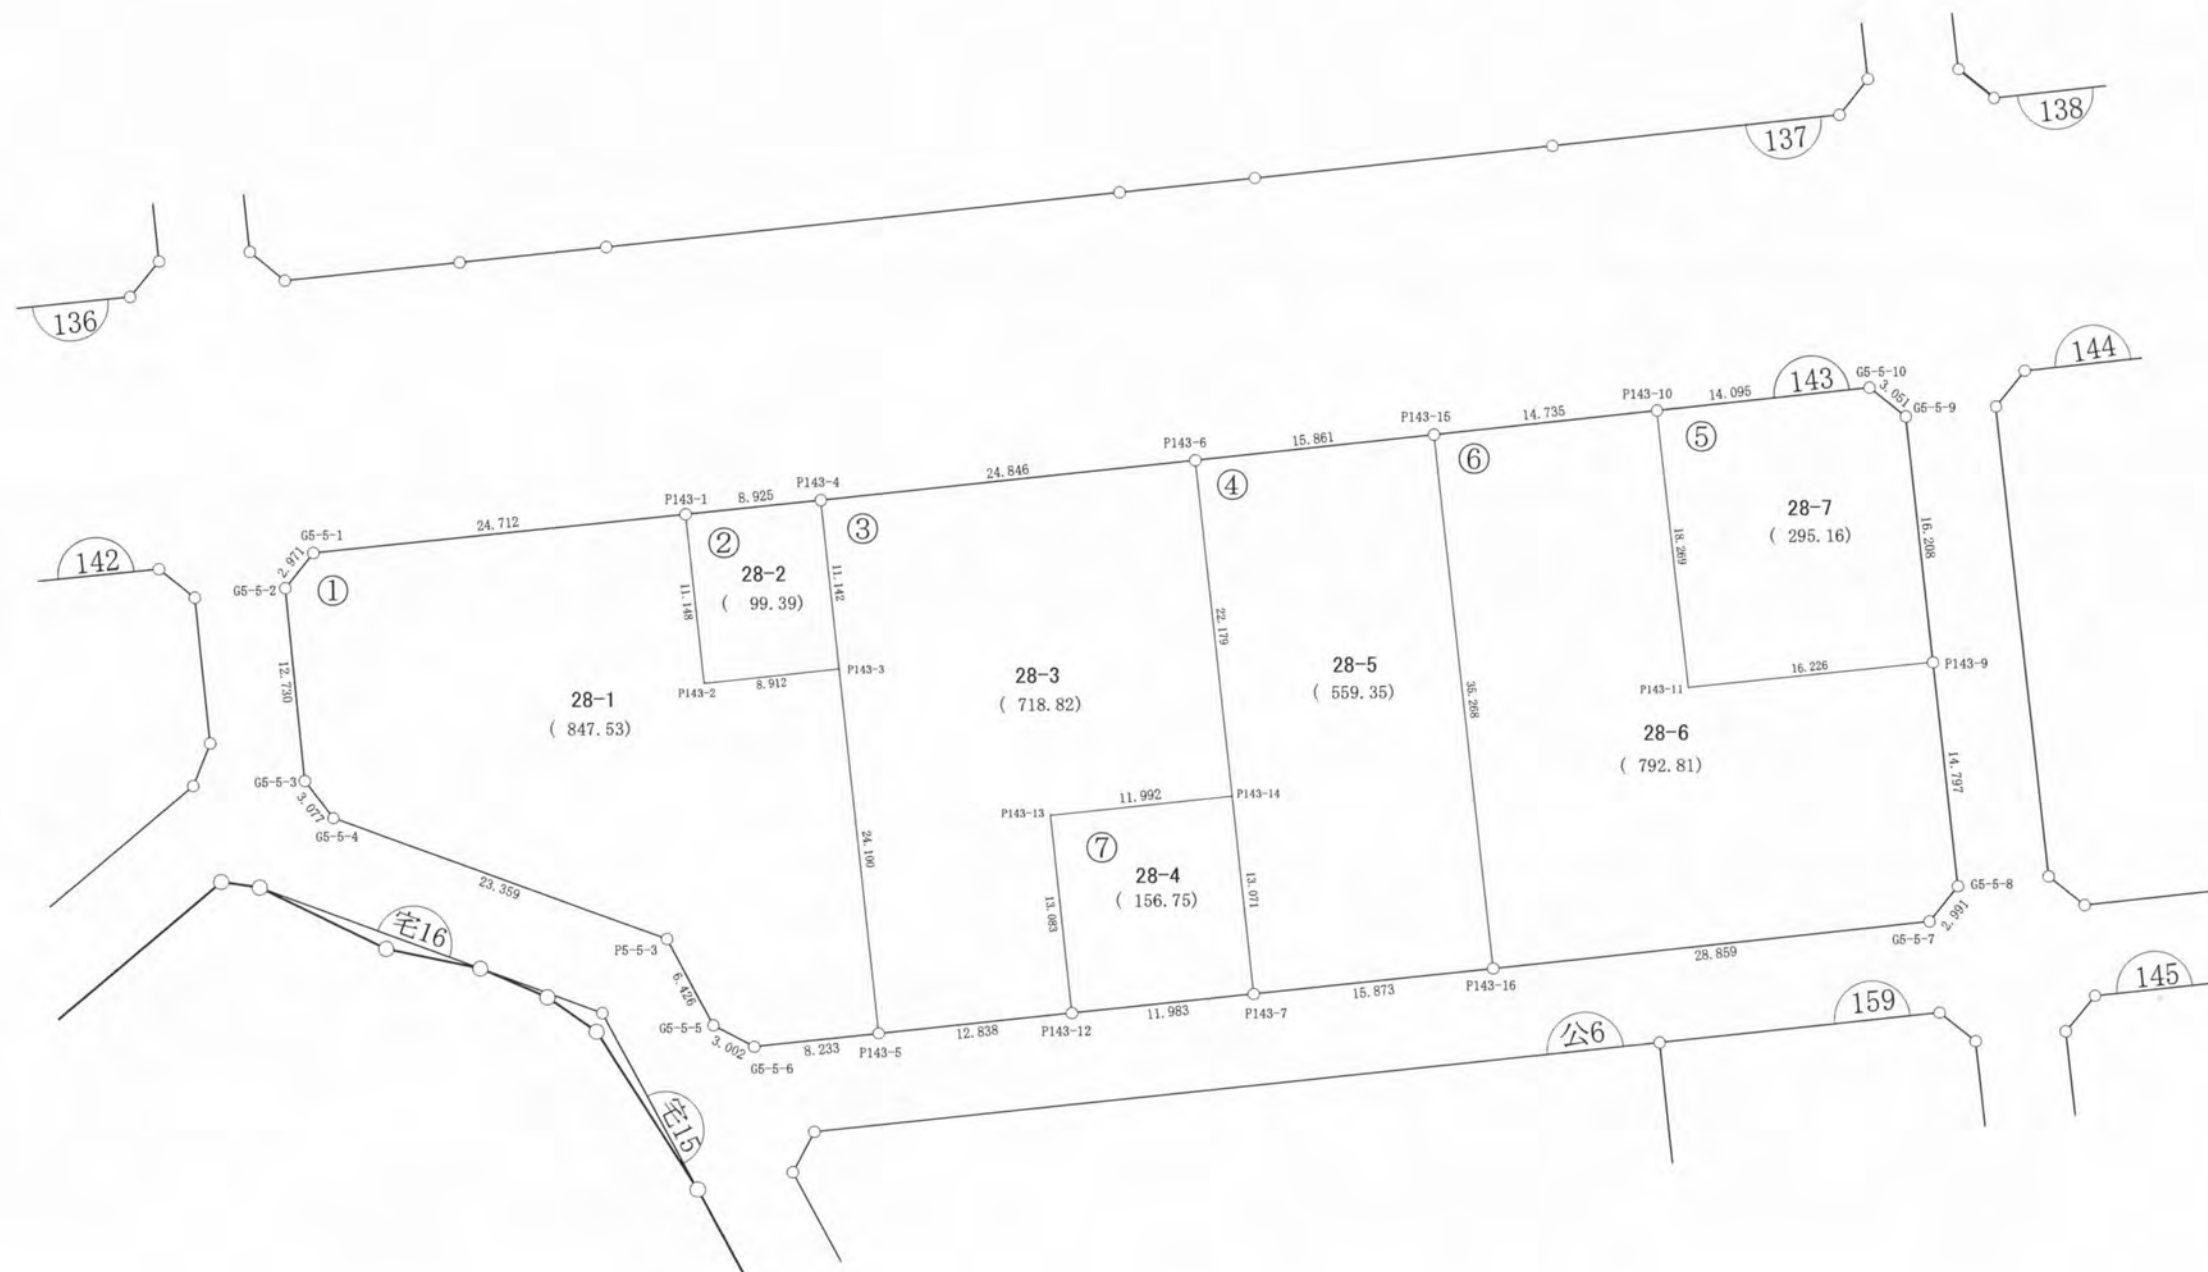 138
137
136
144
143
G5-5-10
3.051
G5-5-9
P143-10
14.095
P143-15
14.735
⑤
P143-6
15.861
⑥
④
P143-4
24.846
P143-1
8.925
③
24.712
②
G5-5-1
2.971
142
G5-5-2
①
28-7
( 295.16)
16.208
18.269
28-2
( 99.39)
11.142
11.148
22.179
12.730
P143-3
P143-2
8.912
28-3
( 718.82)
28-5
( 559.35)
35.268
16.226
P143-9
P143-11
28-1
( 847.53)
28-6
( 792.81)
14.797
G5-5-3
3.077
G5-5-4
P143-13
11.992
P143-14
⑦
24.100
28-4
( 156.75)
13.083
13.071
23.359
G5-5-8
2.991
G5-5-7
宅16
P5-5-3
6.426
28.859
P143-16
15.873
145
159
P143-7
11.983
P143-12
12.838
G5-5-5
3.002
8.233
P143-5
G5-5-6
公6
宅15